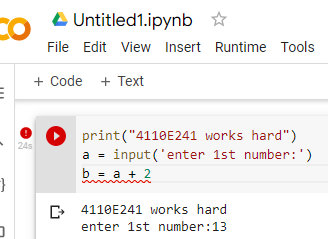 CO Untitled1.ipynb
File Edit View Insert Runtime Tools
+ Code + Text
24s
print("4110E241 works hard")
a = input('enter 1st number:')
b = a + 2
4110E241 works hard
enter 1st number:13